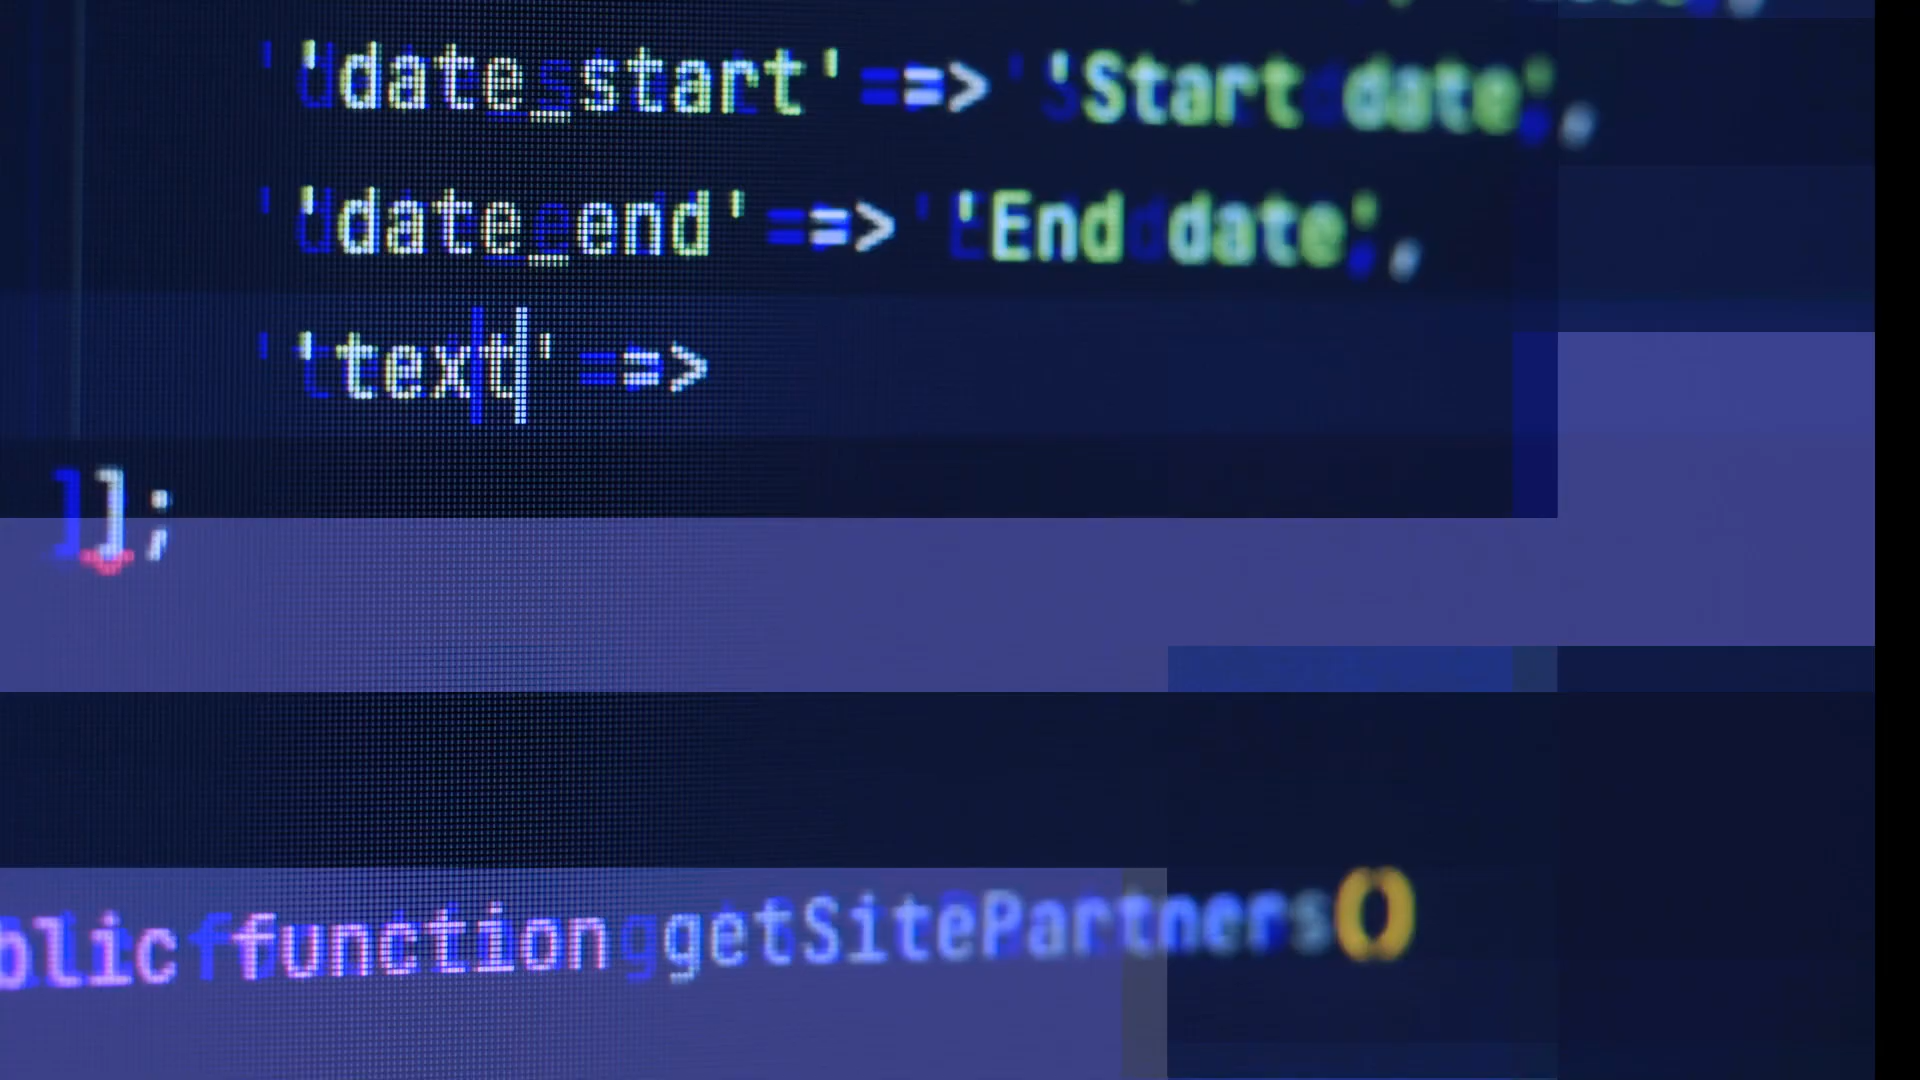 'date_start' => 'Start date',
'date_end' => 'End date',
'text' =>
];
blic function getSitePartners()